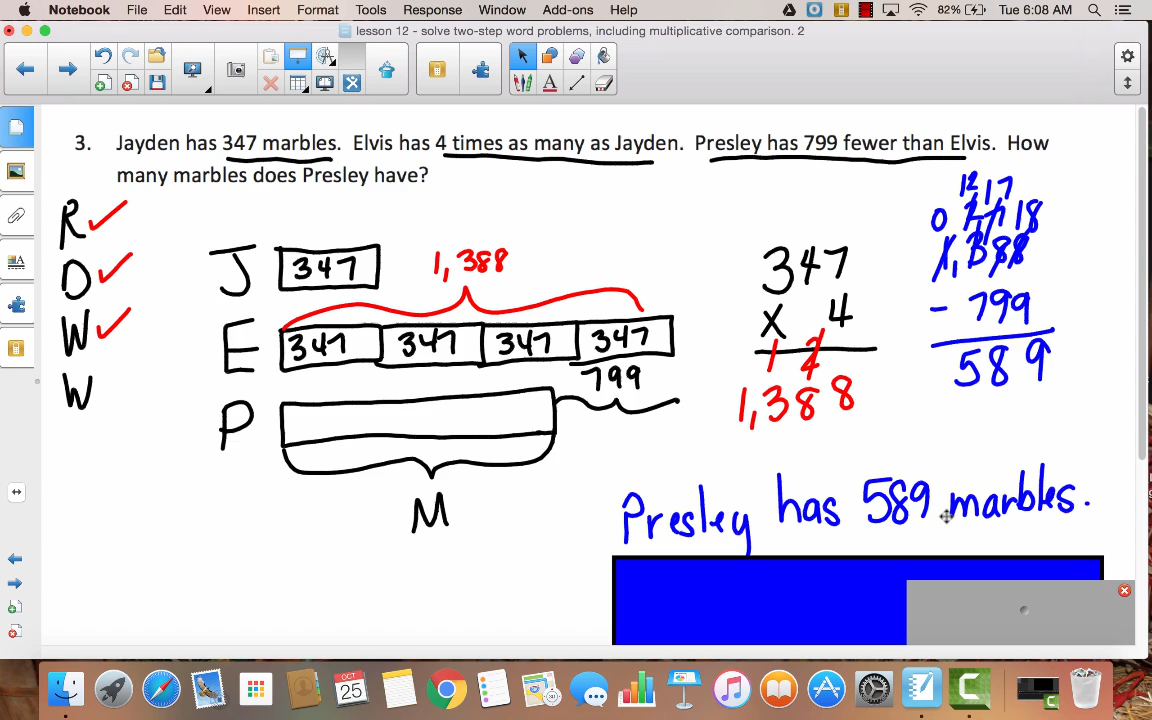 Notebook File Edit View Insert Format Tools Response Window Add-ons Help 82% Tue 6:08 AM
lesson 12 - solve two-step word problems, including multiplicative comparison. 2
3. Jayden has 347 marbles. Elvis has 4 times as many as Jayden. Presley has 799 fewer than Elvis. How
many marbles does Presley have?
R
D
W
W
J 347
1,388
E 347 347 347 347
799
P
M
347
x 4
1 2
1,388
12 17
0 2 17 18
1,388
- 799
589
Presley has 589 marbles.
OCT
25